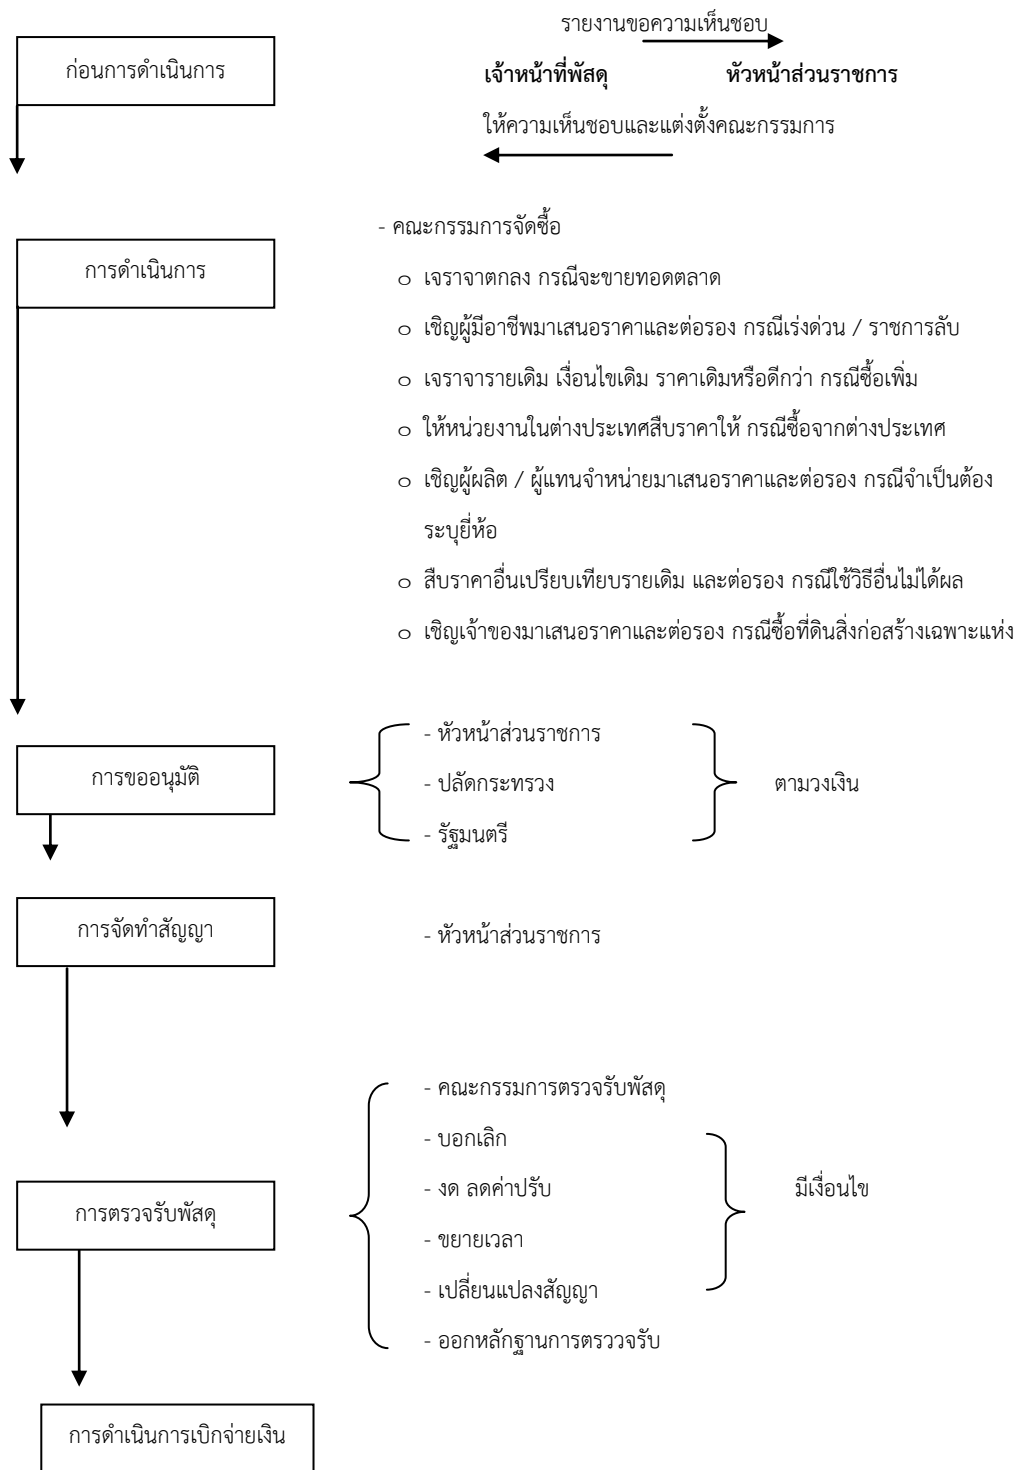 รายงานขอความเห็นชอบ
ก่อนการดำเนินการ
เจ้าหน้าที่พัสดุ หัวหน้าส่วนราชการ
ให้ความเห็นชอบและแต่งตั้งคณะกรรมการ
- คณะกรรมการจัดซื้อ
การดำเนินการ
o เจราจาตกลง กรณีจะขายทอดตลาด
o เชิญผู้มีอาชีพมาเสนอราคาและต่อรอง กรณีเร่งด่วน / ราชการลับ
o เจราจารายเดิม เงื่อนไขเดิม ราคาเดิมหรือดีกว่า กรณีซื้อเพิ่ม
o ให้หน่วยงานในต่างประเทศสืบราคาให้ กรณีซื้อจากต่างประเทศ
o เชิญผู้ผลิต / ผู้แทนจำหน่ายมาเสนอราคาและต่อรอง กรณีจำเป็นต้อง
ระบุยี่ห้อ
o สืบราคาอื่นเปรียบเทียบรายเดิม และต่อรอง กรณีใช้วิธีอื่นไม่ได้ผล
o เชิญเจ้าของมาเสนอราคาและต่อรอง กรณีซื้อที่ดินสิ่งก่อสร้างเฉพาะแห่ง
- หัวหน้าส่วนราชการ
การขออนุมัติ
- ปลัดกระทรวง
ตามวงเงิน
- รัฐมนตรี
การจัดทำสัญญา
- หัวหน้าส่วนราชการ
- คณะกรรมการตรวจรับพัสดุ
- บอกเลิก
- งด ลดค่าปรับ
มีเงื่อนไข
การตรวจรับพัสดุ
- ขยายเวลา
- เปลี่ยนแปลงสัญญา
- ออกหลักฐานการตรววจรับ
การดำเนินการเบิกจ่ายเงิน